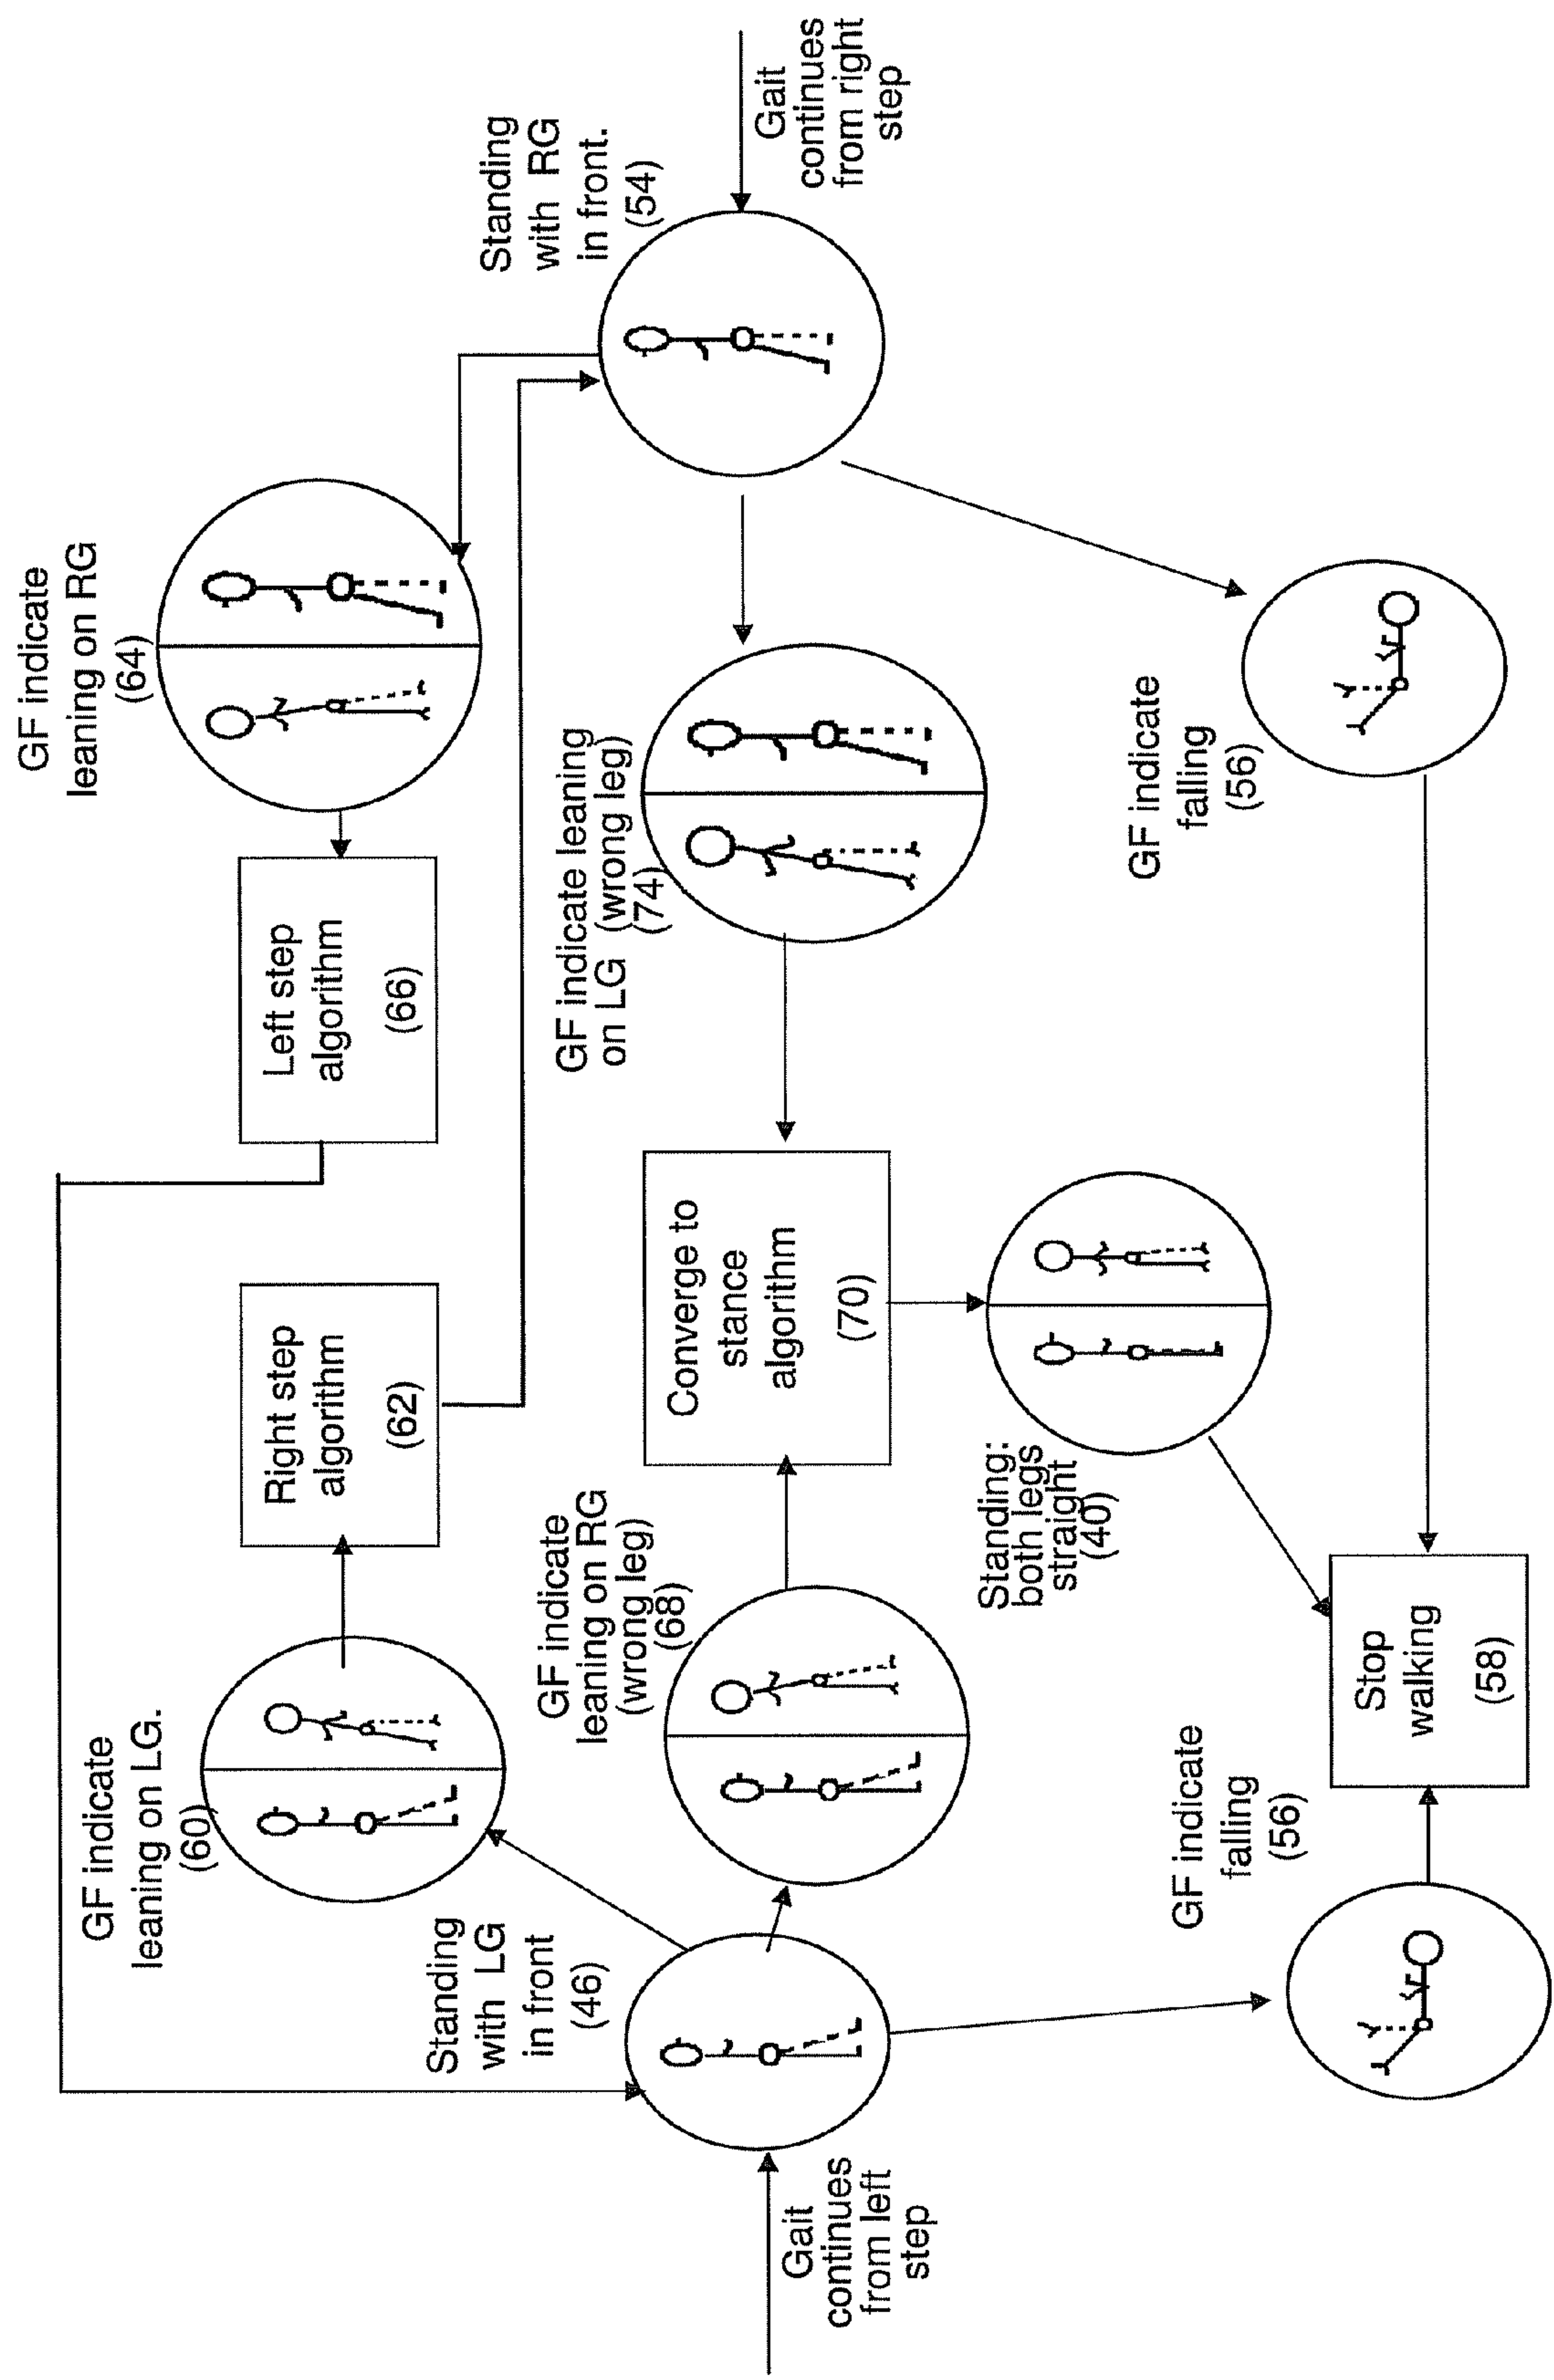 GF indicate
leaning on LG.
(60)
Right step
algorithm
(62)
Left step
algorithm
(66)
GF indicate
leaning on RG
(64)
Standing
with LG
in front
(46)
GF indicate
leaning on RG
(wrong leg)
(68)
Converge to
stance
algorithm
(70)
GF indicate leaning
on LG (wrong leg)
(74)
Standing
with RG
in front.
(54)
Gait
continues
from left
step
Gait
continues
from right
step
Standing:
both legs
straight
(40)
GF indicate
falling
(56)
Stop
walking
(58)
GF indicate
falling
(56)